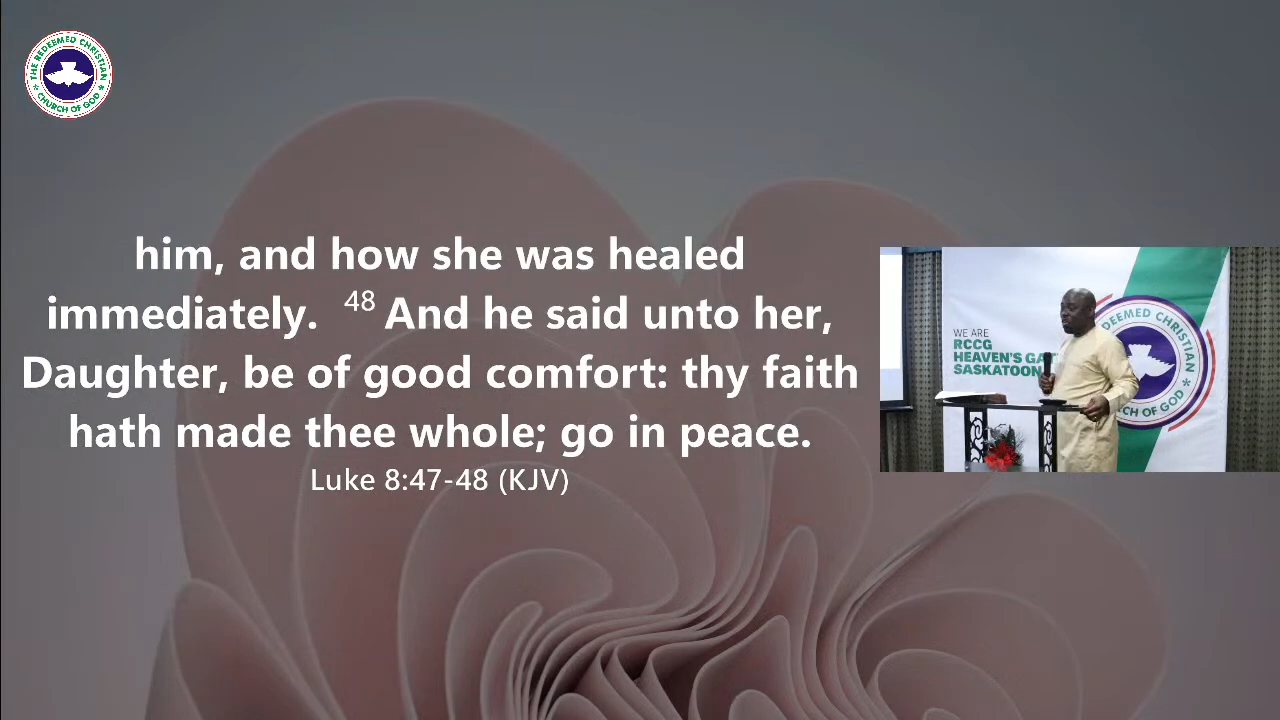 THE REDEEMED CHRISTIAN
CHURCH OF GOD
him, and how she was healed
immediately. 48 And he said unto her,
Daughter, be of good comfort: thy faith
hath made thee whole; go in peace.
Luke 8:47-48 (KJV)
WE ARE
RCCG
HEAVEN'S GA
SASKATOON
DEEMED CHRISTIAN
CH OF GOD